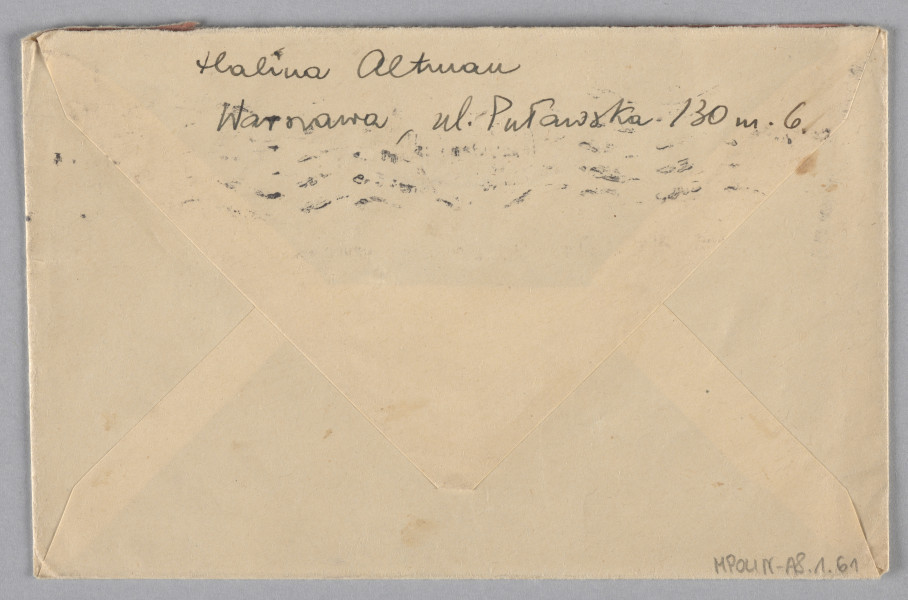 Halina Altman
Warszawa, ul. Puławska 130 m. 6.
MPOLIN-A8.1.61